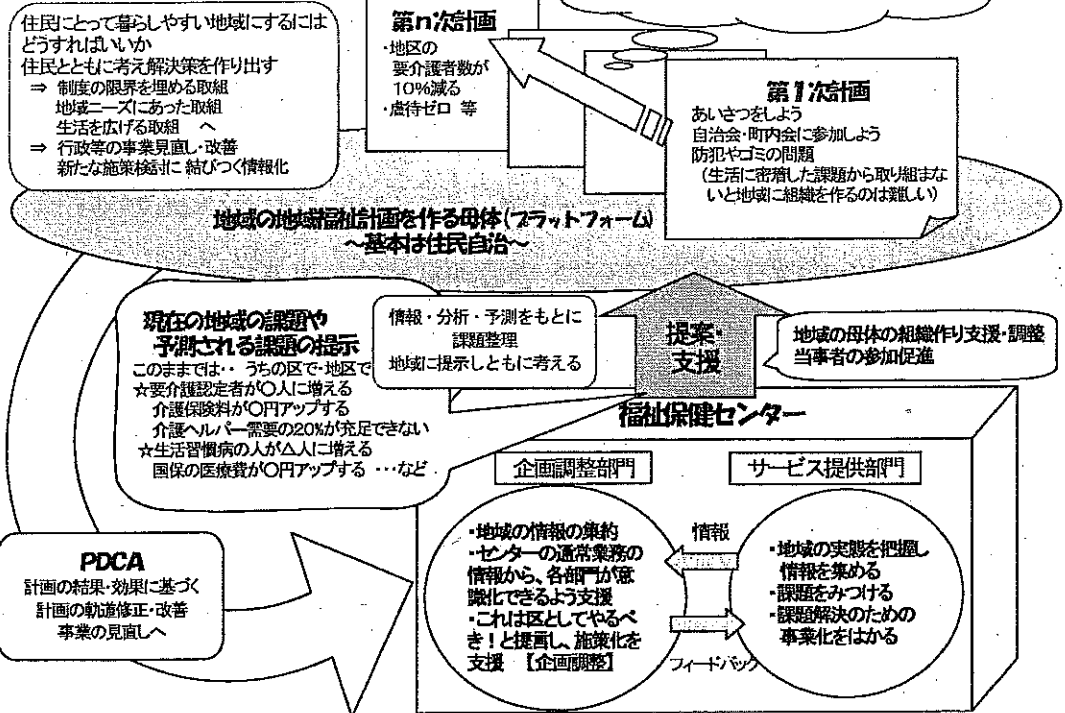 住民にとって暮らしやすい地域にするには
どうすればいいか
住民とともに考え解決策を作り出す
⇒ 制度の限界を埋める取組
地域ニーズにあった取組
生活を広げる取組 へ
⇒ 行政等の事業見直し・改善
新たな施策検討に 結びつく情報化
第n次計画
・地区の
要介護者数が
10%減る
・虐待ゼロ 等
第1次計画
あいさつをしよう
自治会・町内会に参加しよう
防犯やゴミの問題
(生活に密着した課題から取り組まな
いと地域に組織を作るのは難しい)
地域の地域福祉計画を作る母体(プラットフォーム)
~基本は住民自治~
現在の地域の課題や
予測される課題の提示
このままでは・・ うちの区で・地区で
☆要介護認定者が○人に増える
介護保険料が○円アップする
介護ヘルパー需要の20%が充足できない
☆生活習慣病の人が△人に増える
国保の医療費が○円アップする …など
情報・分析・予測をもとに
課題整理
地域に提示しともに考える
提案・
支援
地域の母体の組織作り支援・調整
当事者の参加促進
福祉保健センター
企画調整部門
サービス提供部門
・地域の情報の集約
・センターの通常業務の
情報から、各部門が意
識化できるよう支援
・これは区としてやるべ
き!と提言し、施策化を
支援 【企画調整】
情報
フィードバック
・地域の実態を把握し
情報を集める
・課題をみつける
・課題解決のための
事業化をはかる
PDCA
計画の結果・効果に基づく
計画の軌道修正・改善
事業の見直しへ